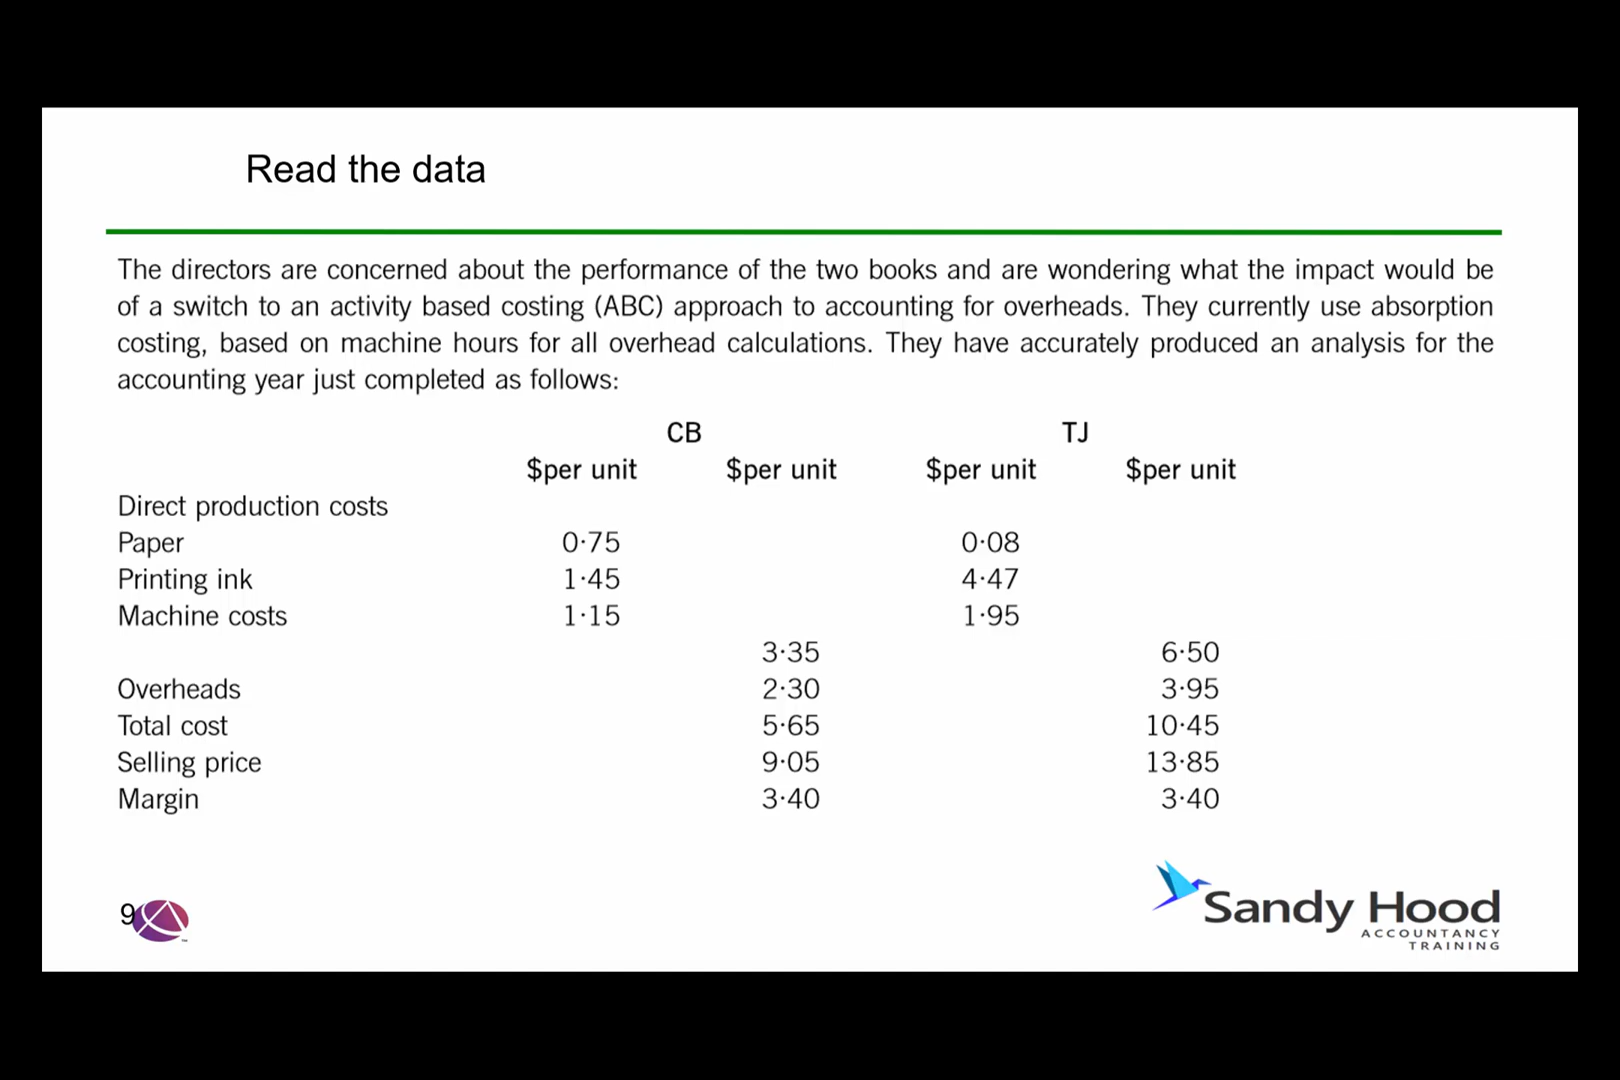 Read the data
The directors are concerned about the performance of the two books and are wondering what the impact would be
of a switch to an activity based costing (ABC) approach to accounting for overheads. They currently use absorption
costing, based on machine hours for all overhead calculations. They have accurately produced an analysis for the
accounting year just completed as follows:
CB TJ
$per unit $per unit $per unit $per unit
Direct production costs
Paper 0·75 0·08
Printing ink 1·45 4·47
Machine costs 1·15 1·95
3·35 6·50
Overheads 2·30 3·95
Total cost 5·65 10·45
Selling price 9·05 13·85
Margin 3·40 3·40
9
Sandy Hood
ACCOUNTANCY
TRAINING